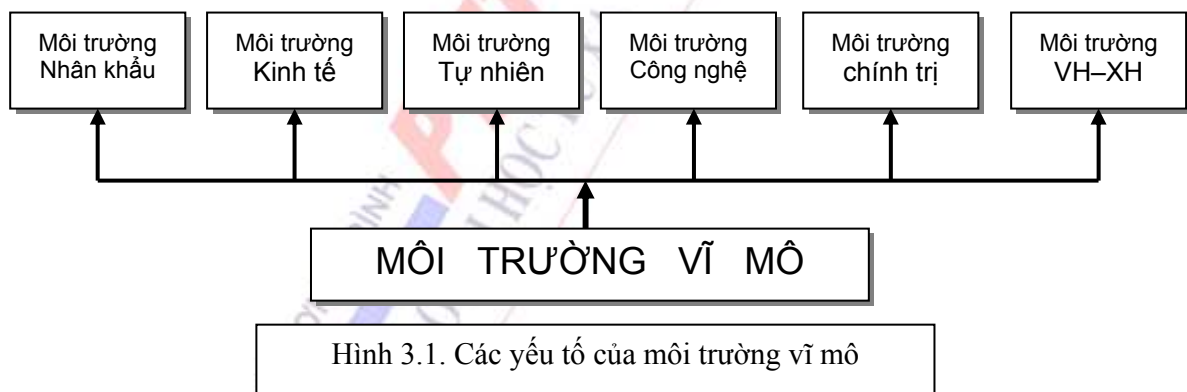 Môi trường
Nhân khẩu
Môi trường
Kinh tế
Môi trường
Tự nhiên
Môi trường
Công nghệ
Môi trường
chính trị
Môi trường
VH–XH
MÔI TRƯỜNG VĨ MÔ
Hình 3.1. Các yếu tố của môi trường vĩ mô